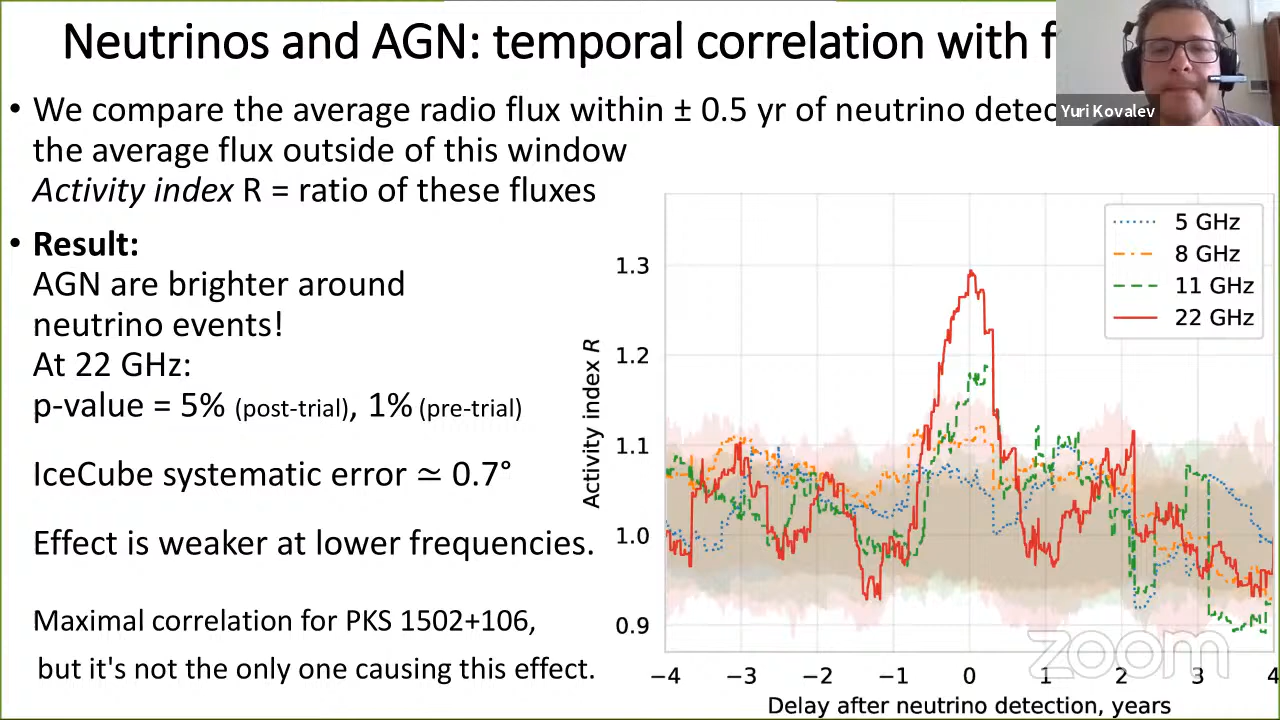 Neutrinos and AGN: temporal correlation with
Yuri Kovalev
• We compare the average radio flux within ± 0.5 yr of neutrino
the average flux outside of this window
Activity index R = ratio of these fluxes
• Result:
AGN are brighter around
neutrino events!
At 22 GHz:
p-value = 5% (post-trial), 1% (pre-trial)
IceCube systematic error ≃ 0.7°
Effect is weaker at lower frequencies.
Maximal correlation for PKS 1502+106,
but it's not the only one causing this effect.
5 GHz
8 GHz
11 GHz
22 GHz
1.3
1.2
1.1
1.0
0.9
Activity index R
−4 −3 −2 −1 0 1 2 3 4
Delay after neutrino detection, years
zoom